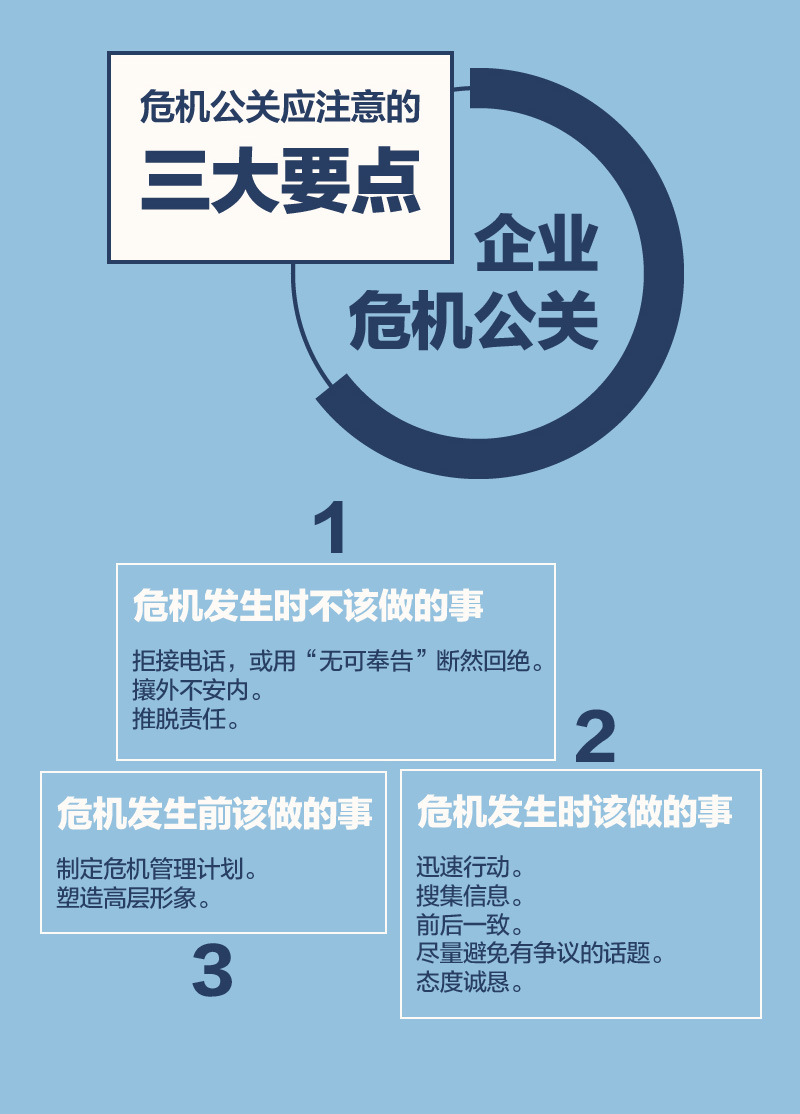 危机公关应注意的
三大要点
企业
危机公关
1
危机发生时不该做的事
拒接电话，或用“无可奉告”断然回绝。
攘外不安内。
推脱责任。
2
危机发生时该做的事
迅速行动。
搜集信息。
前后一致。
尽量避免有争议的话题。
态度诚恳。
危机发生前该做的事
制定危机管理计划。
塑造高层形象。
3